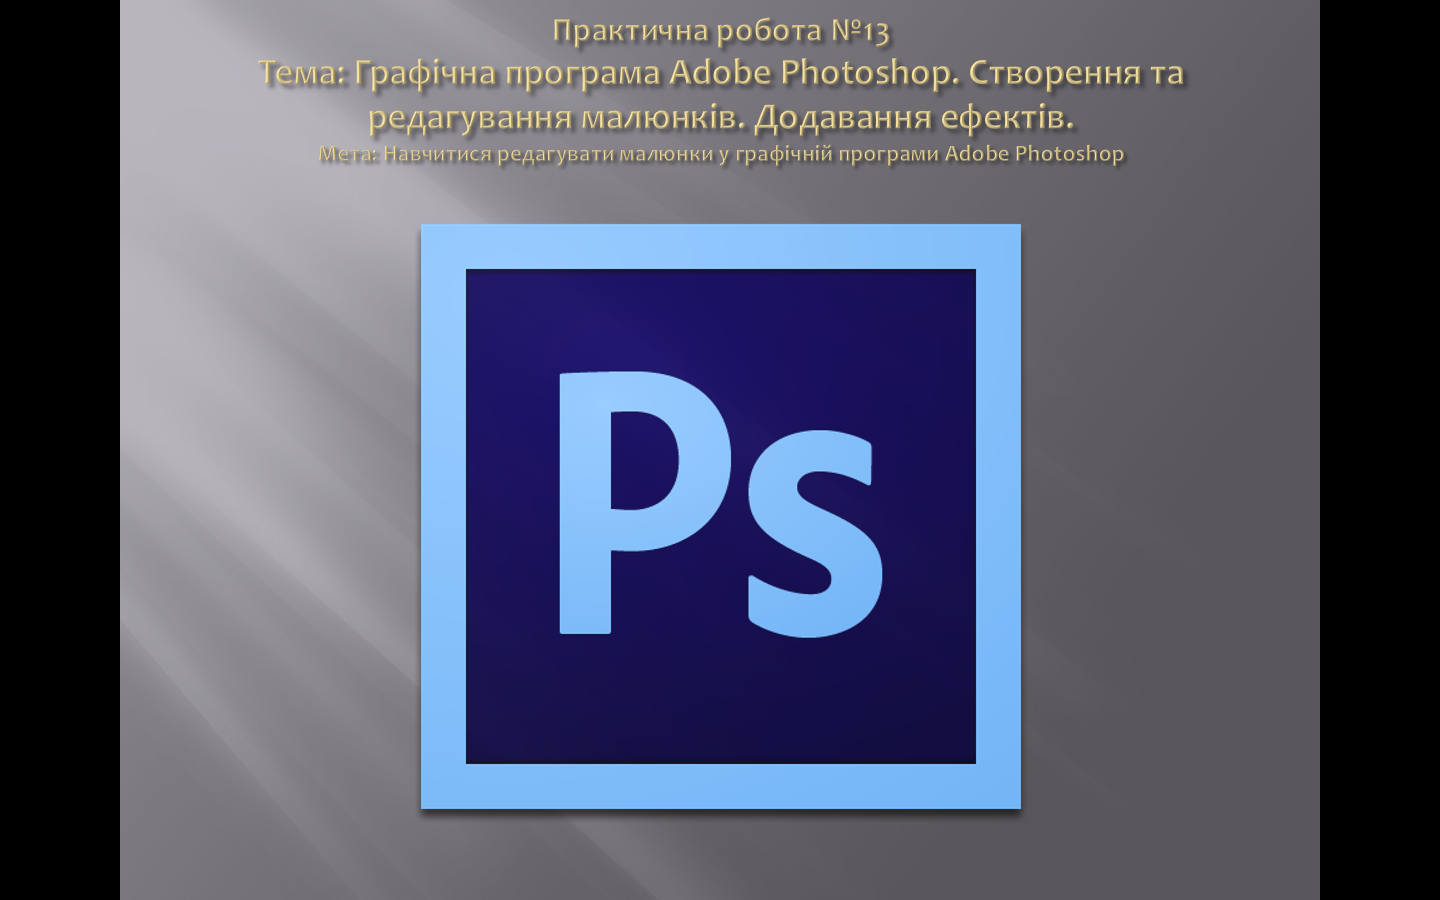 Практична робота №13
Тема: Графічна програма Adobe Photoshop. Створення та
редагування малюнків. Додавання ефектів.
Мета: Навчитися редагувати малюнки у графічній програми Adobe Photoshop
Ps